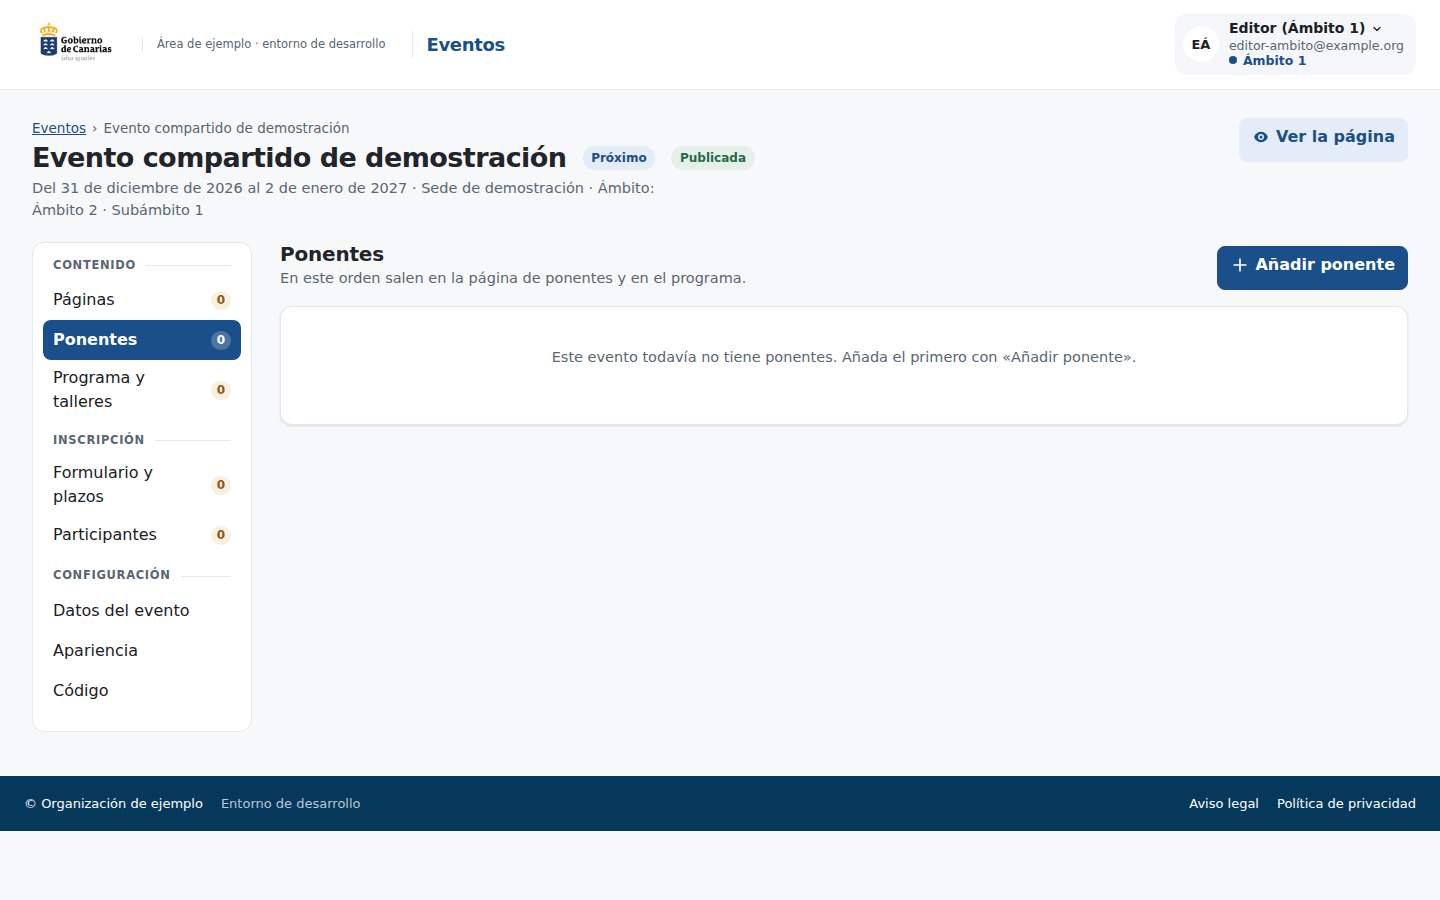 Gobierno
de Canarias
islas iguales
Área de ejemplo · entorno de desarrollo
Eventos
EÁ
Editor (Ámbito 1)
editor-ambito@example.org
Ámbito 1
Eventos › Evento compartido de demostración
Evento compartido de demostración
Próximo
Publicada
Del 31 de diciembre de 2026 al 2 de enero de 2027 · Sede de demostración · Ámbito:
Ámbito 2 · Subámbito 1
Ver la página
CONTENIDO
Páginas 0
Ponentes 0
Programa y
talleres 0
INSCRIPCIÓN
Formulario y
plazos 0
Participantes 0
CONFIGURACIÓN
Datos del evento
Apariencia
Código
Ponentes
En este orden salen en la página de ponentes y en el programa.
Añadir ponente
Este evento todavía no tiene ponentes. Añada el primero con «Añadir ponente».
© Organización de ejemplo
Entorno de desarrollo
Aviso legal
Política de privacidad